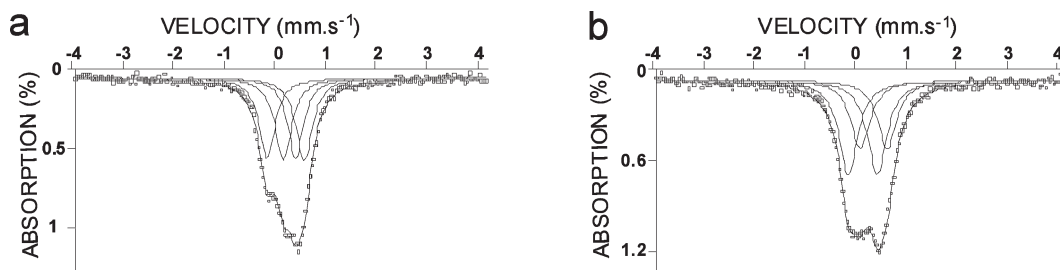 a
VELOCITY (mm.s-1)
-4 -3 -2 -1 0 1 2 3 4
0
0.5
1
ABSORPTION (%)
b
VELOCITY (mm.s-1)
-4 -3 -2 -1 0 1 2 3 4
0
0.6
1.2
ABSORPTION (%)